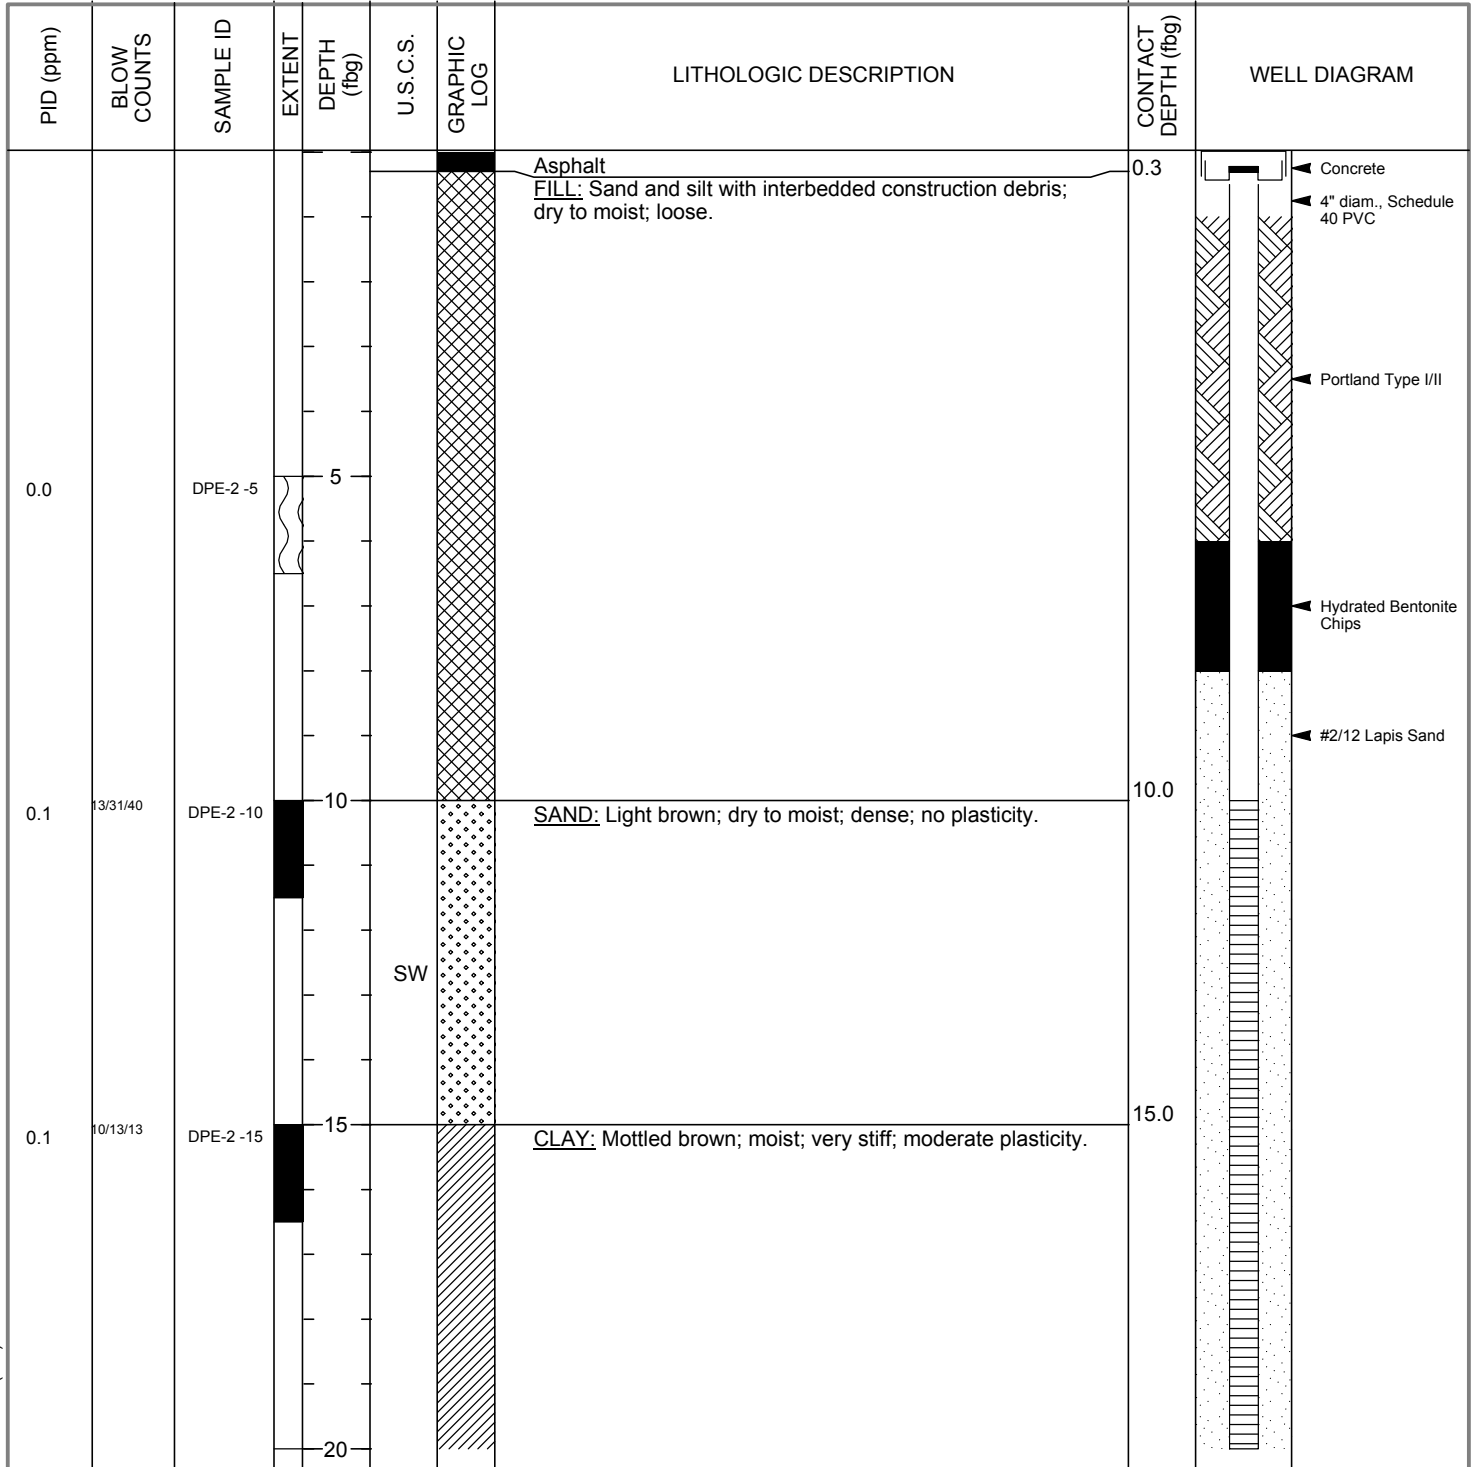 PID (ppm)
BLOW
COUNTS
SAMPLE ID
EXTENT
DEPTH
(fbg)
U.S.C.S.
GRAPHIC
LOG
LITHOLOGIC DESCRIPTION
CONTACT
DEPTH (fbg)
WELL DIAGRAM
Asphalt
0.3
Concrete
FILL: Sand and silt with interbedded construction debris;
dry to moist; loose.
4" diam., Schedule
40 PVC
Portland Type I/II
0.0
DPE-2 -5
5
Hydrated Bentonite
Chips
#2/12 Lapis Sand
0.1
13/31/40
DPE-2 -10
10
SAND: Light brown; dry to moist; dense; no plasticity.
10.0
SW
0.1
10/13/13
DPE-2 -15
15
CLAY: Mottled brown; moist; very stiff; moderate plasticity.
15.0
20